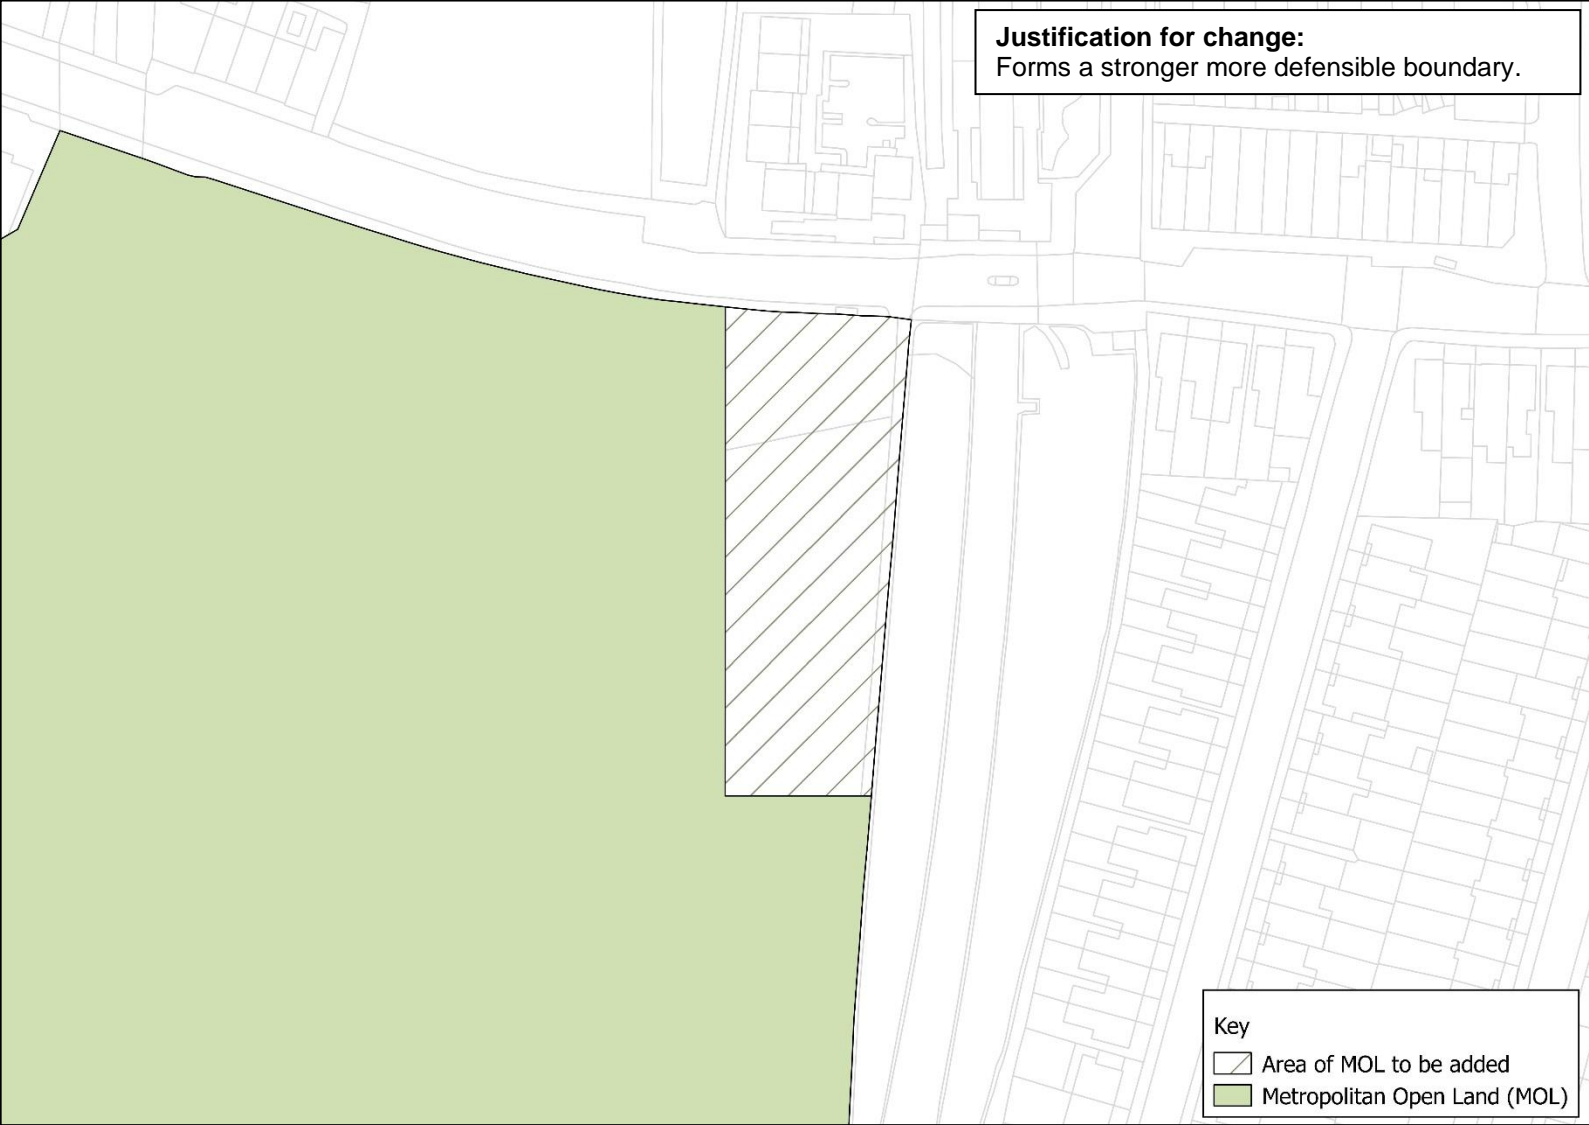 Justification for change:
Forms a stronger more defensible boundary.
Key
Area of MOL to be added
Metropolitan Open Land (MOL)